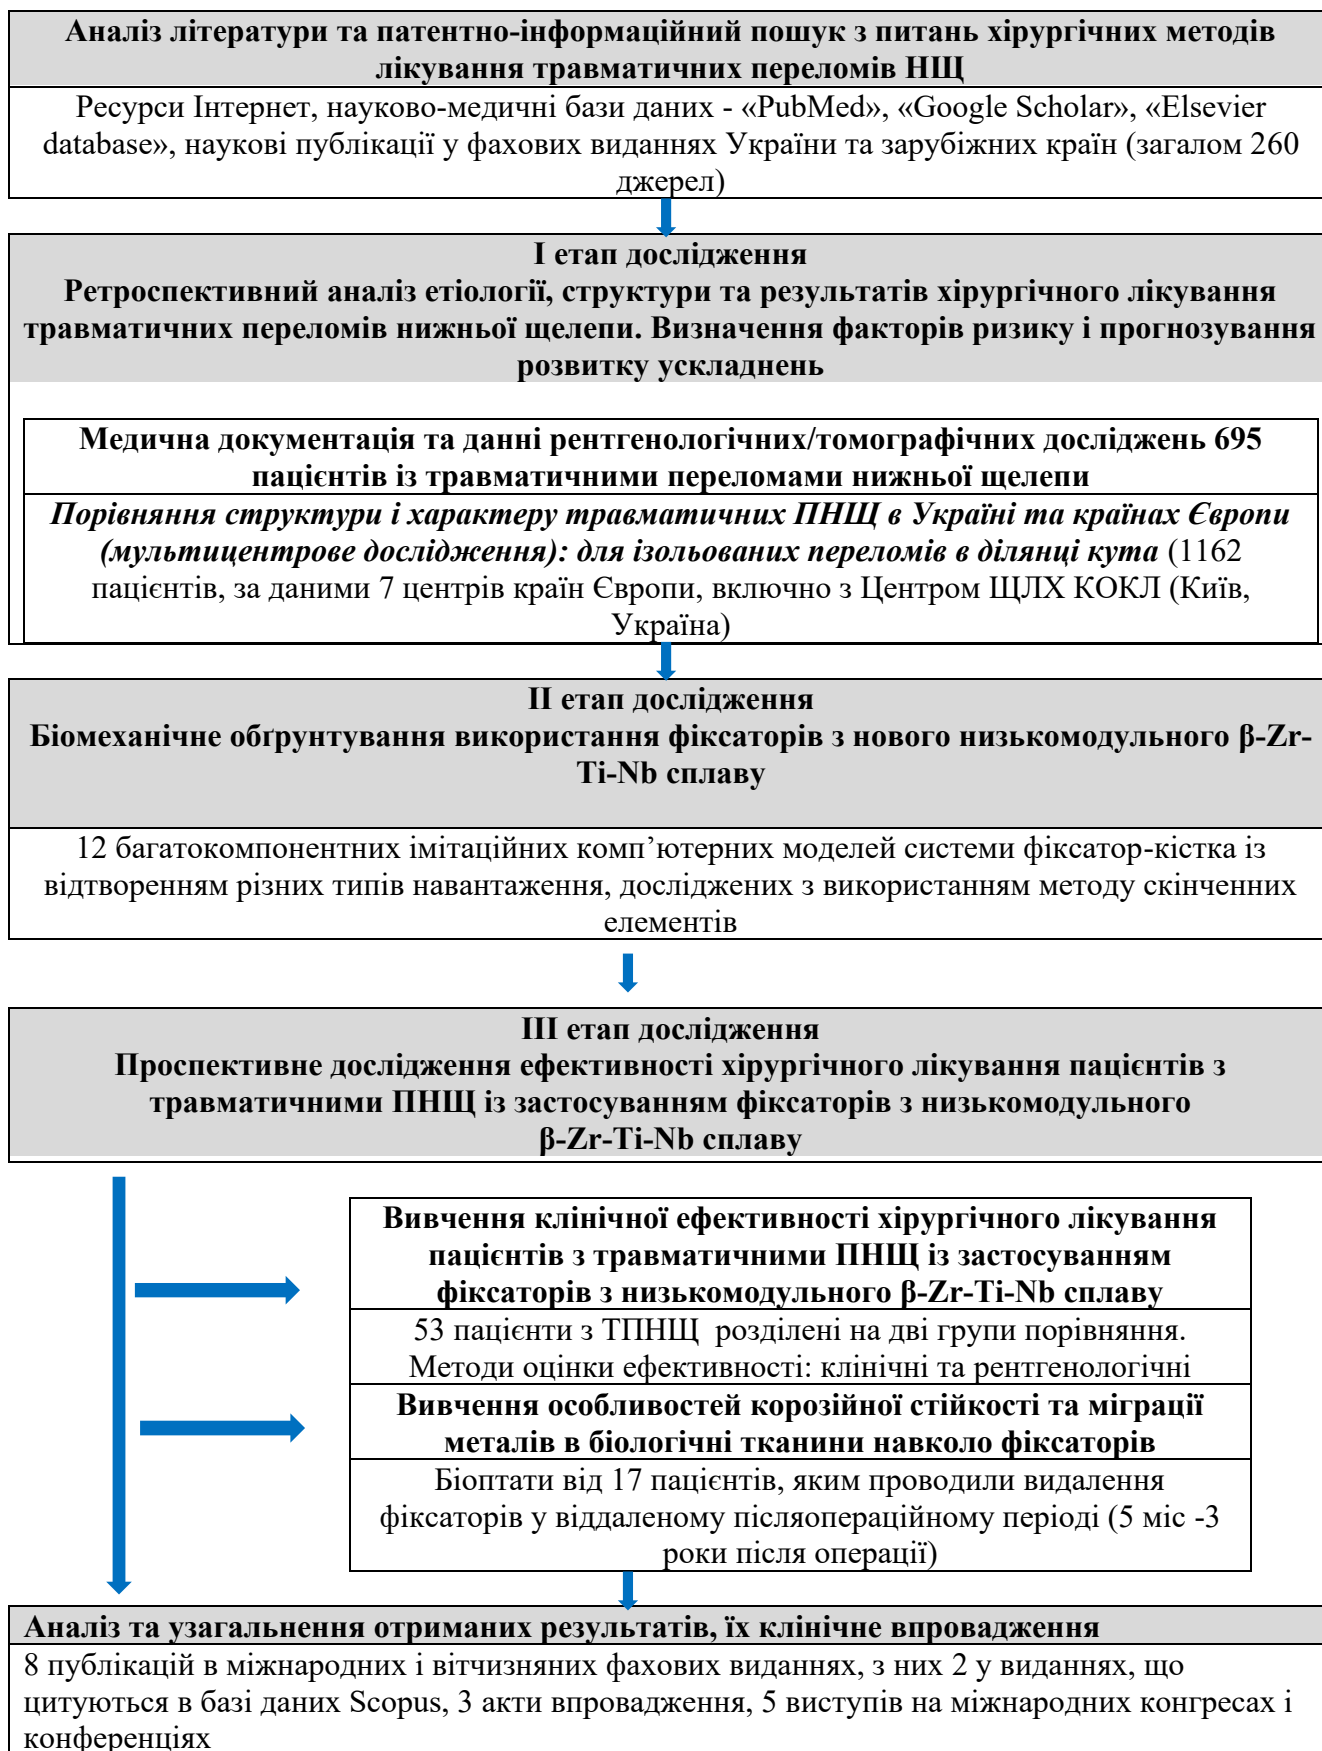 Аналіз літератури та патентно-інформаційний пошук з питань хірургічних методів
лікування травматичних переломів НЩ
Ресурси Інтернет, науково-медичні бази даних - «PubMed», «Google Scholar», «Elsevier
database», наукові публікації у фахових виданнях України та зарубіжних країн (загалом 260
джерел)
І етап дослідження
Ретроспективний аналіз етіології, структури та результатів хірургічного лікування
травматичних переломів нижньої щелепи. Визначення факторів ризику і прогнозування
розвитку ускладнень
Медична документація та данні рентгенологічних/томографічних досліджень 695
пацієнтів із травматичними переломами нижньої щелепи
Порівняння структури і характеру травматичних ПНЩ в Україні та країнах Європи
(мультицентрове дослідження): для ізольованих переломів в ділянці кута (1162
пацієнтів, за даними 7 центрів країн Європи, включно з Центром ЩЛХ КОКЛ (Київ,
Україна)
ІІ етап дослідження
Біомеханічне обґрунтування використання фіксаторів з нового низькомодульного β-Zr-
Ti-Nb сплаву
12 багатокомпонентних імітаційних комп’ютерних моделей системи фіксатор-кістка із
відтворенням різних типів навантаження, досліджених з використанням методу скінченних
елементів
ІІІ етап дослідження
Проспективне дослідження ефективності хірургічного лікування пацієнтів з
травматичними ПНЩ із застосуванням фіксаторів з низькомодульного
β-Zr-Ti-Nb сплаву
Вивчення клінічної ефективності хірургічного лікування
пацієнтів з травматичними ПНЩ із застосуванням
фіксаторів з низькомодульного β-Zr-Ti-Nb сплаву
53 пацієнти з ТПНЩ розділені на дві групи порівняння.
Методи оцінки ефективності: клінічні та рентгенологічні
Вивчення особливостей корозійної стійкості та міграції
металів в біологічні тканини навколо фіксаторів
Біоптати від 17 пацієнтів, яким проводили видалення
фіксаторів у віддаленому післяопераційному періоді (5 міс -3
роки після операції)
Аналіз та узагальнення отриманих результатів, їх клінічне впровадження
8 публікацій в міжнародних і вітчизняних фахових виданнях, з них 2 у виданнях, що
цитуються в базі даних Scopus, 3 акти впровадження, 5 виступів на міжнародних конгресах і
конференціях